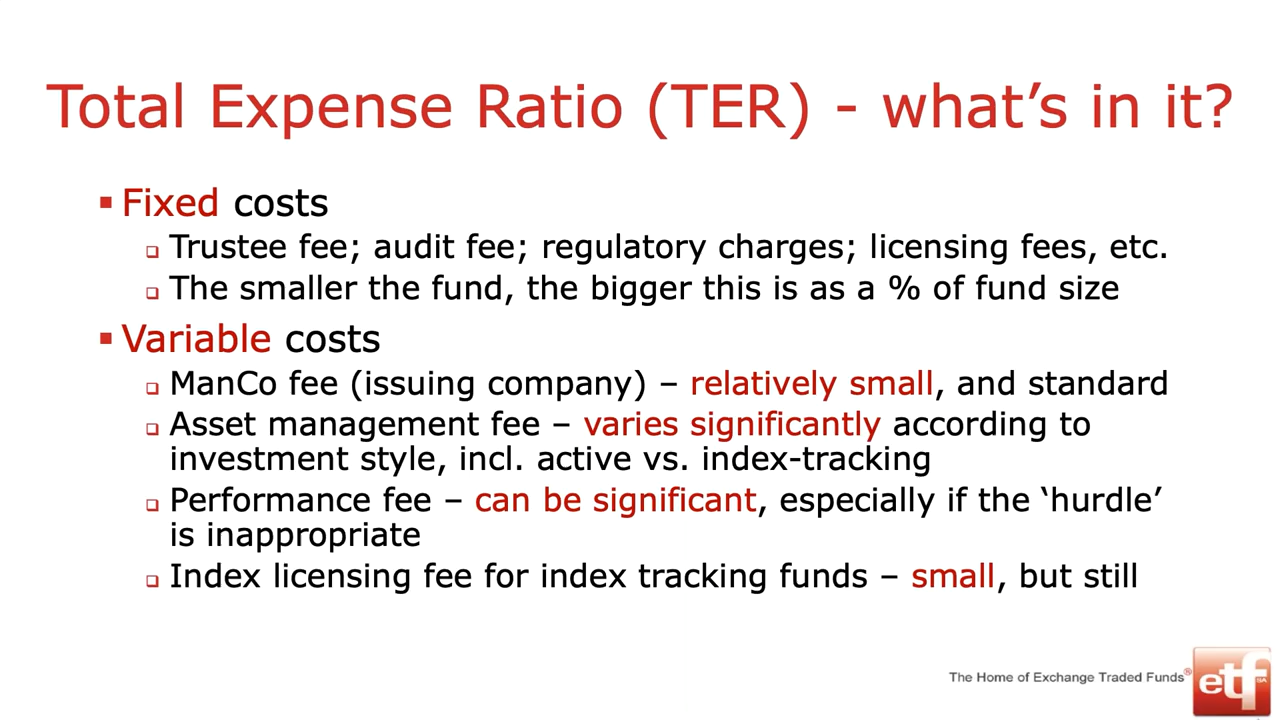 Total Expense Ratio (TER) - what’s in it?
Fixed costs
Trustee fee; audit fee; regulatory charges; licensing fees, etc.
The smaller the fund, the bigger this is as a % of fund size
Variable costs
ManCo fee (issuing company) – relatively small, and standard
Asset management fee – varies significantly according to
investment style, incl. active vs. index-tracking
Performance fee – can be significant, especially if the ‘hurdle’
is inappropriate
Index licensing fee for index tracking funds – small, but still
The Home of Exchange Traded Funds®
etf SA